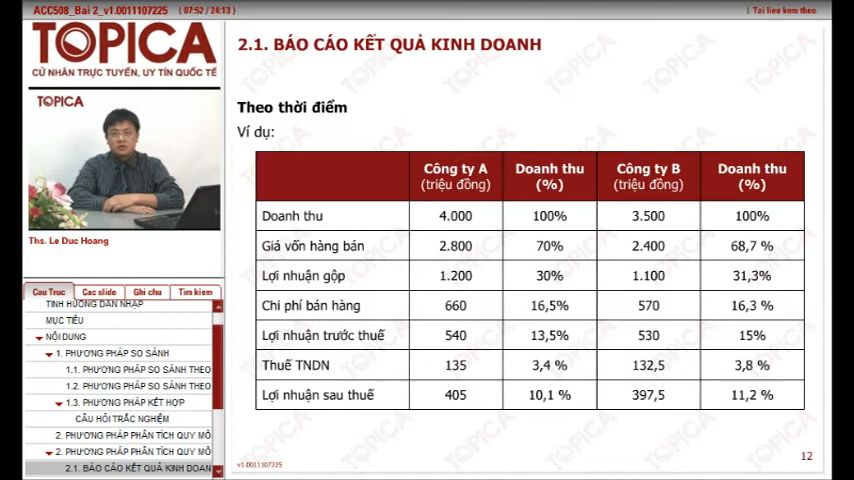 ACC508_Bai 2_v1.0011107225 (07:52 / 24:13)
Tai lieu kem theo
TOPICA
CỬ NHÂN TRỰC TUYẾN, UY TÍN QUỐC TẾ
TOPICA
Ths. Le Duc Hoang
Cau Truc Cac slide Ghi chu Tim kiem
TÌNH HUỐNG DẪN NHẬP
MỤC TIÊU
NỘI DUNG
1. PHƯƠNG PHÁP SO SÁNH
1.1. PHƯƠNG PHÁP SO SÁNH THEO
1.2. PHƯƠNG PHÁP SO SÁNH THEO
1.3. PHƯƠNG PHÁP KẾT HỢP
CÂU HỎI TRẮC NGHIỆM
2. PHƯƠNG PHÁP PHÂN TÍCH QUY MÔ
2. PHƯƠNG PHÁP PHÂN TÍCH QUY MÔ
2.1. BÁO CÁO KẾT QUẢ KINH DOAN
2.1. BÁO CÁO KẾT QUẢ KINH DOANH
Theo thời điểm
Ví dụ:
Công ty A (triệu đồng) Doanh thu (%) Công ty B (triệu đồng) Doanh thu (%)
Doanh thu 4.000 100% 3.500 100%
Giá vốn hàng bán 2.800 70% 2.400 68,7 %
Lợi nhuận gộp 1.200 30% 1.100 31,3%
Chi phí bán hàng 660 16,5% 570 16,3 %
Lợi nhuận trước thuế 540 13,5% 530 15%
Thuế TNDN 135 3,4 % 132,5 3,8 %
Lợi nhuận sau thuế 405 10,1 % 397,5 11,2 %
v1.0011107225
12